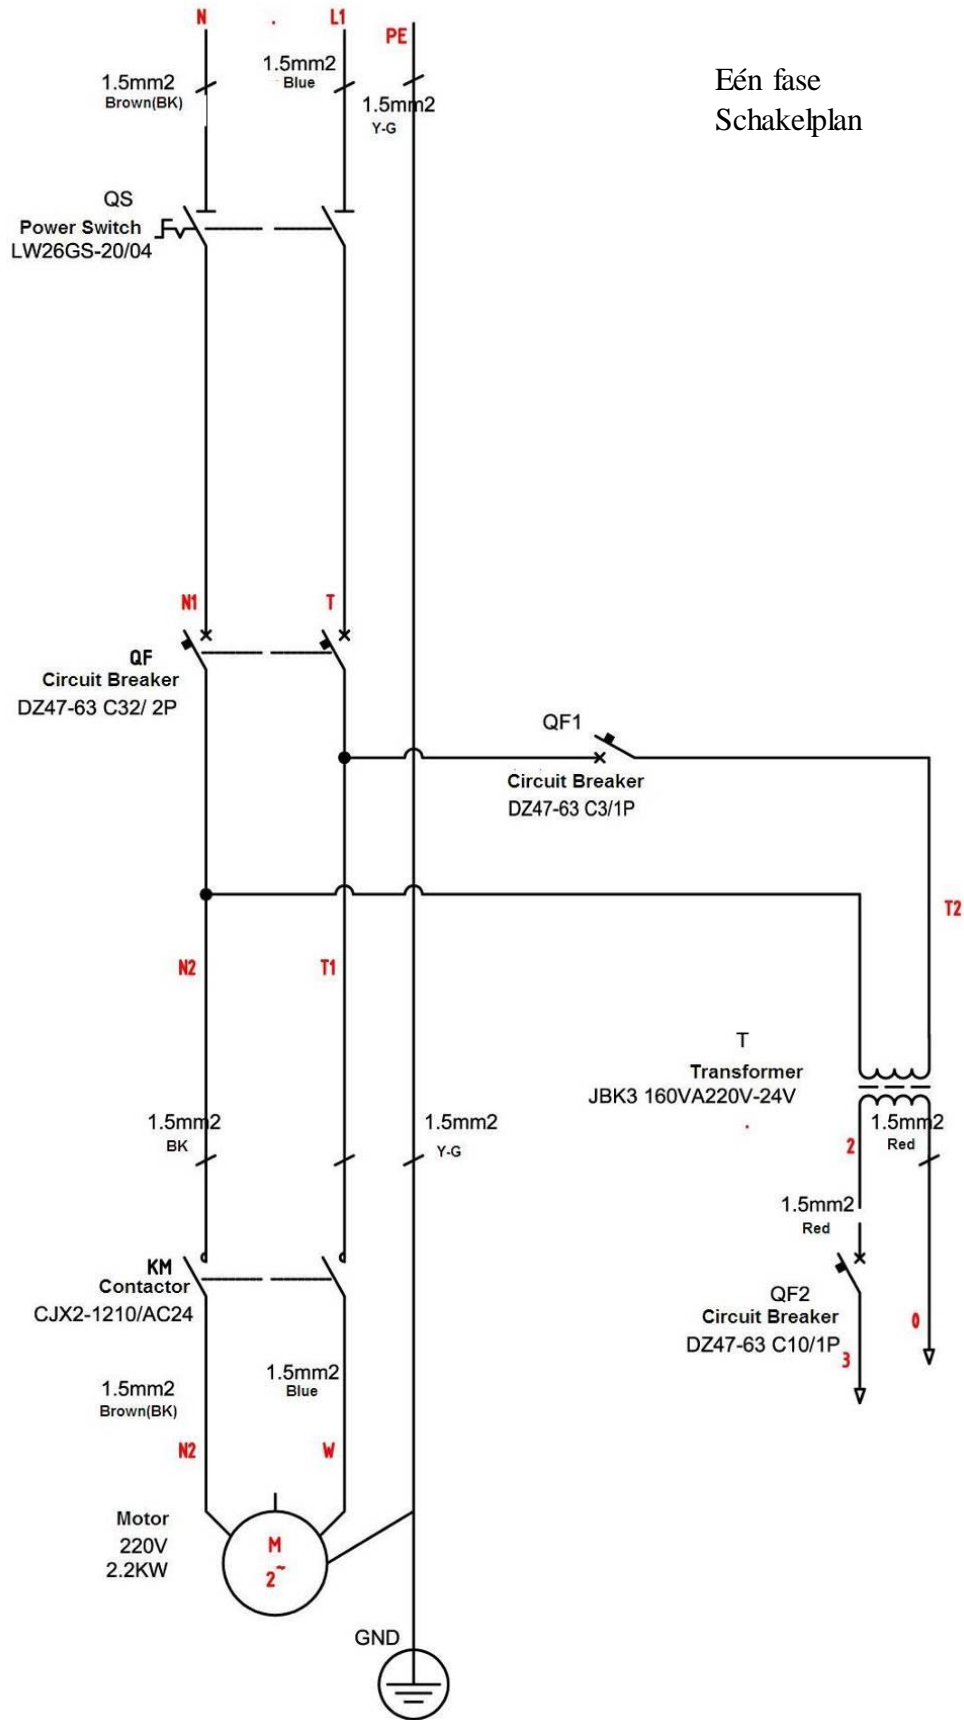 N
L1
PE
1.5mm2
Brown(BK)
1.5mm2
Blue
1.5mm2
Y-G
Eén fase
Schakelplan
QS
Power Switch
LW26GS-20/04
N1
T
QF
Circuit Breaker
DZ47-63 C32/ 2P
QF1
Circuit Breaker
DZ47-63 C3/1P
T2
N2
T1
T
Transformer
JBK3 160VA220V-24V
1.5mm2
BK
1.5mm2
Y-G
1.5mm2
Red
2
1.5mm2
Red
KM
Contactor
CJX2-1210/AC24
QF2
Circuit Breaker
DZ47-63 C10/1P
0
3
1.5mm2
Brown(BK)
1.5mm2
Blue
N2
W
Motor
220V
2.2KW
M
2~
GND